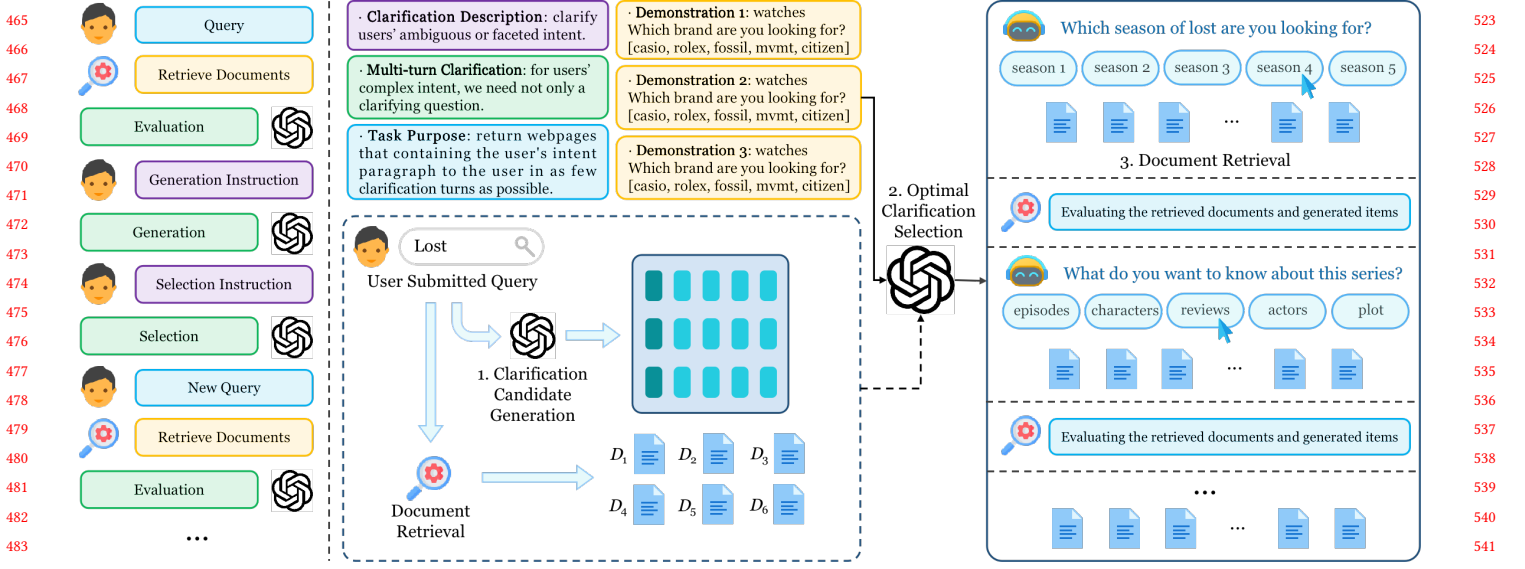 465
466
467
468
469
470
471
472
473
474
475
476
477
478
479
480
481
482
483
Query
Retrieve Documents
Evaluation
Generation Instruction
Generation
Selection Instruction
Selection
New Query
Retrieve Documents
Evaluation
...
· Clarification Description: clarify
users' ambiguous or faceted intent.
· Multi-turn Clarification: for users'
complex intent, we need not only a
clarifying question.
· Task Purpose: return webpages
that containing the user's intent
paragraph to the user in as few
clarification turns as possible.
· Demonstration 1: watches
Which brand are you looking for?
[casio, rolex, fossil, mvmt, citizen]
· Demonstration 2: watches
Which brand are you looking for?
[casio, rolex, fossil, mvmt, citizen]
· Demonstration 3: watches
Which brand are you looking for?
[casio, rolex, fossil, mvmt, citizen]
Lost
User Submitted Query
1. Clarification
Candidate
Generation
Document
Retrieval
D1 D2 D3
D4 D5 D6
2. Optimal
Clarification
Selection
Which season of lost are you looking for?
season 1 season 2 season 3 season 4 season 5
...
3. Document Retrieval
Evaluating the retrieved documents and generated items
What do you want to know about this series?
episodes characters reviews actors plot
...
Evaluating the retrieved documents and generated items
...
...
523
524
525
526
527
528
529
530
531
532
533
534
535
536
537
538
539
540
541